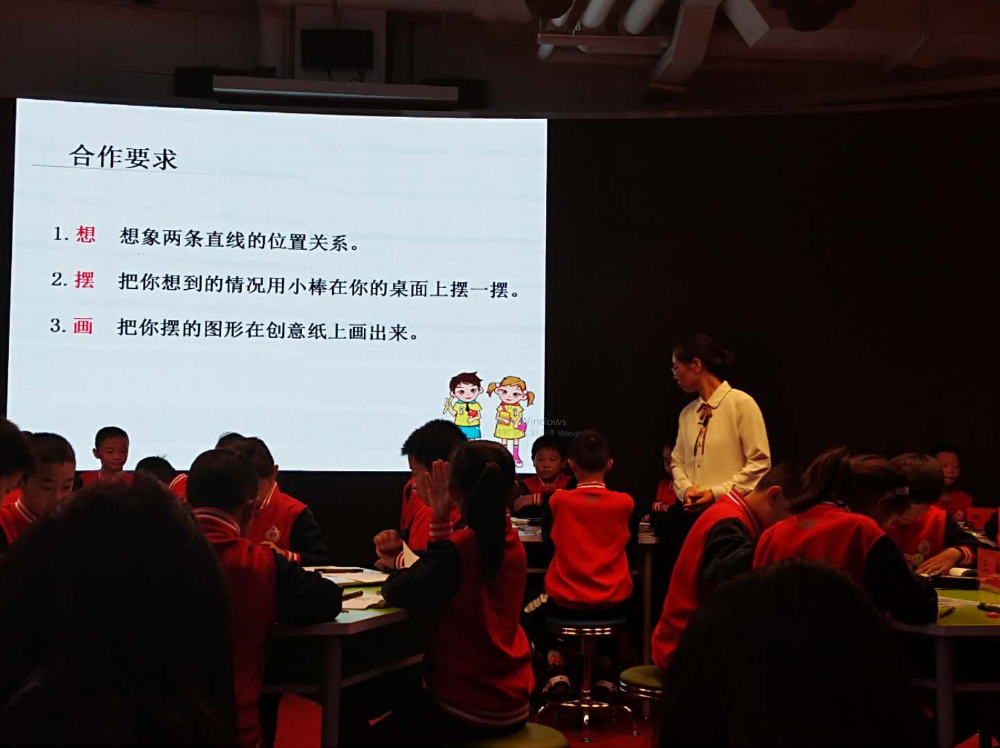 合作要求
1. 想 想象两条直线的位置关系。
2. 摆 把你想到的情况用小棒在你的桌面上摆一摆。
3. 画 把你摆的图形在创意纸上画出来。
Windows